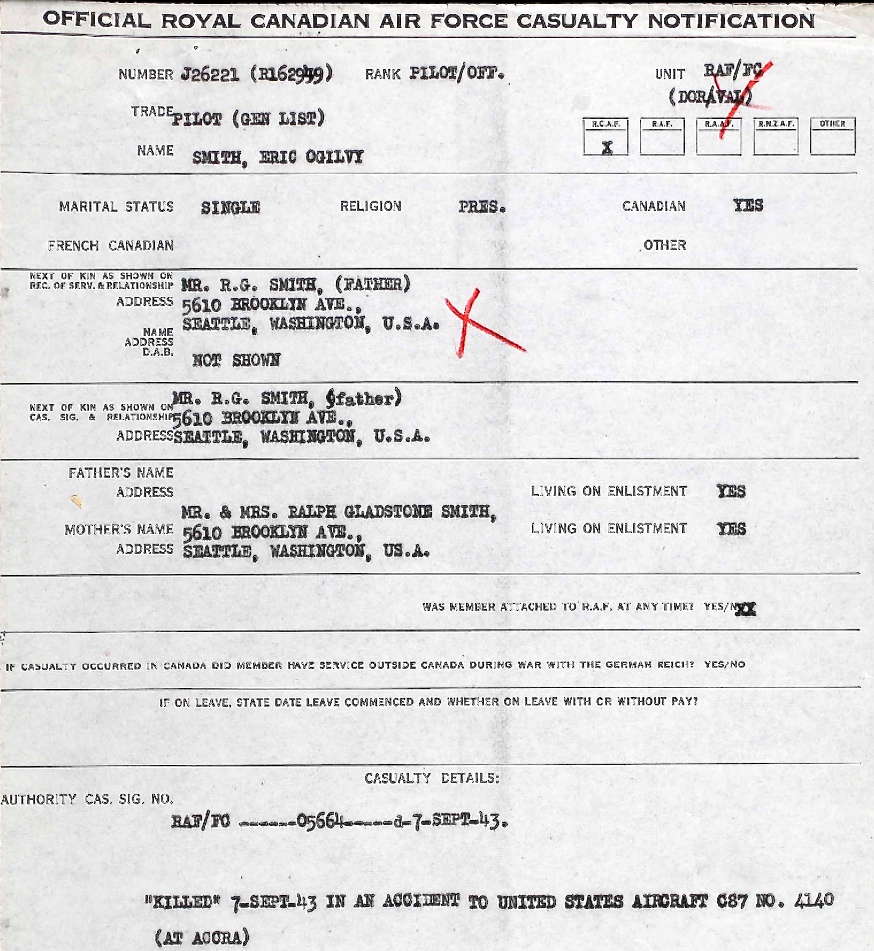 OFFICIAL ROYAL CANADIAN AIR FORCE CASUALTY NOTIFICATION
NUMBER J26221 (R162949) RANK PILOT/OFF. UNIT RAF/FC
(DORVAL)
TRADE PILOT (GEN LIST)
R.C.A.F. R.A.F. R.A.A.F. R.N.Z.A.F. OTHER
X
NAME SMITH, ERIC OGILVY
MARITAL STATUS SINGLE RELIGION PRES. CANADIAN YES
FRENCH CANADIAN OTHER
NEXT OF KIN AS SHOWN ON
REC. OF SERV. & RELATIONSHIP MR. R.G. SMITH, (FATHER)
ADDRESS 5610 BROOKLYN AVE.,
SEATTLE, WASHINGTON, U.S.A.
NAME
ADDRESS
D.A.B. NOT SHOWN
MR. R.G. SMITH, (father)
NEXT OF KIN AS SHOWN ON
CAS. SIG. & RELATIONSHIP 5610 BROOKLYN AVE.,
ADDRESS SEATTLE, WASHINGTON, U.S.A.
FATHER'S NAME
ADDRESS LIVING ON ENLISTMENT YES
MR. & MRS. RALPH GLADSTONE SMITH,
MOTHER'S NAME 5610 BROOKLYN AVE., LIVING ON ENLISTMENT YES
ADDRESS SEATTLE, WASHINGTON, US.A.
WAS MEMBER ATTACHED TO R.A.F. AT ANY TIME? YES/NXX
IF CASUALTY OCCURRED IN CANADA DID MEMBER HAVE SERVICE OUTSIDE CANADA DURING WAR WITH THE GERMAN REICH? YES/NO
IF ON LEAVE, STATE DATE LEAVE COMMENCED AND WHETHER ON LEAVE WITH OR WITHOUT PAY?
CASUALTY DETAILS:
AUTHORITY CAS. SIG. NO.
RAF/FC ------05664-----d-7-SEPT-43.
"KILLED" 7-SEPT-43 IN AN ACCIDENT TO UNITED STATES AIRCRAFT C87 NO. 4140
(AT ACCRA)